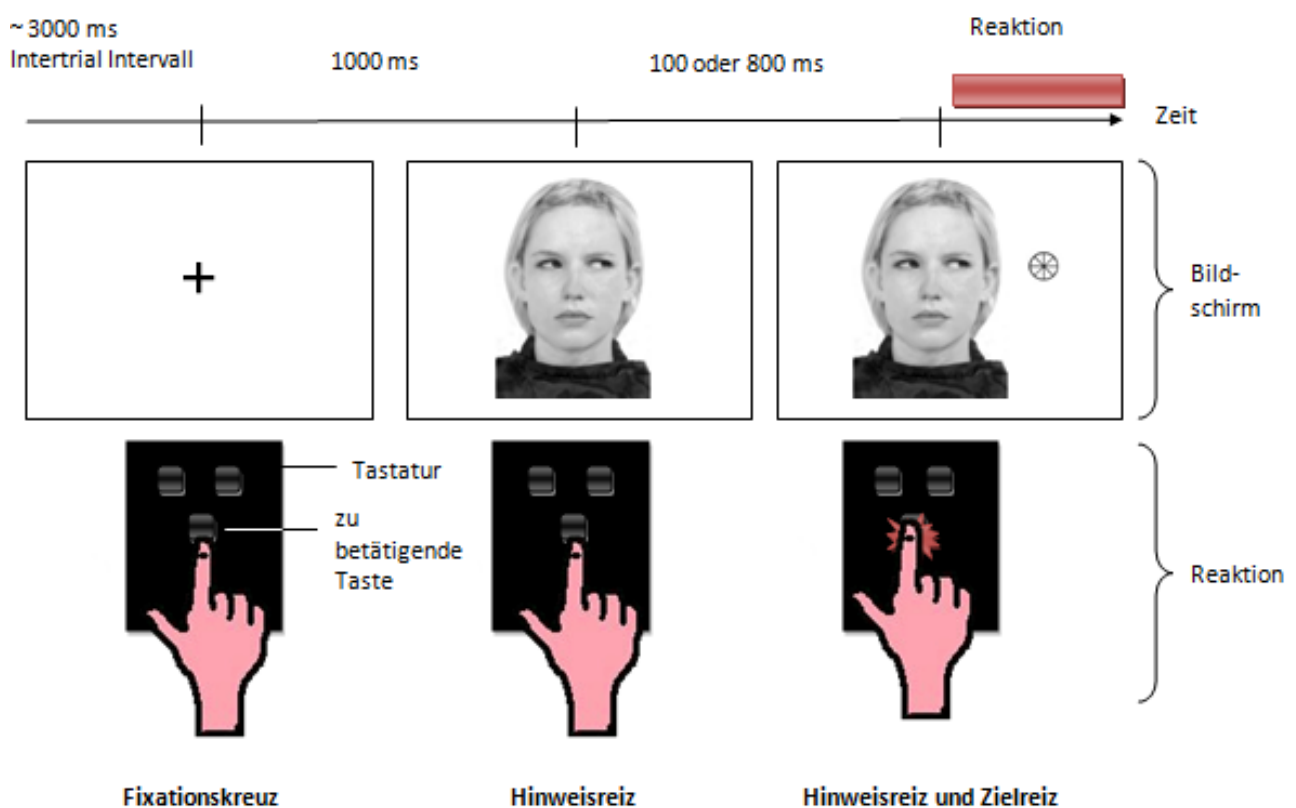 ~ 3000 ms
Intertrial Intervall
1000 ms
100 oder 800 ms
Reaktion
Zeit
Bild-
schirm
Tastatur
zu
betätigende
Taste
Reaktion
Fixationskreuz
Hinweisreiz
Hinweisreiz und Zielreiz